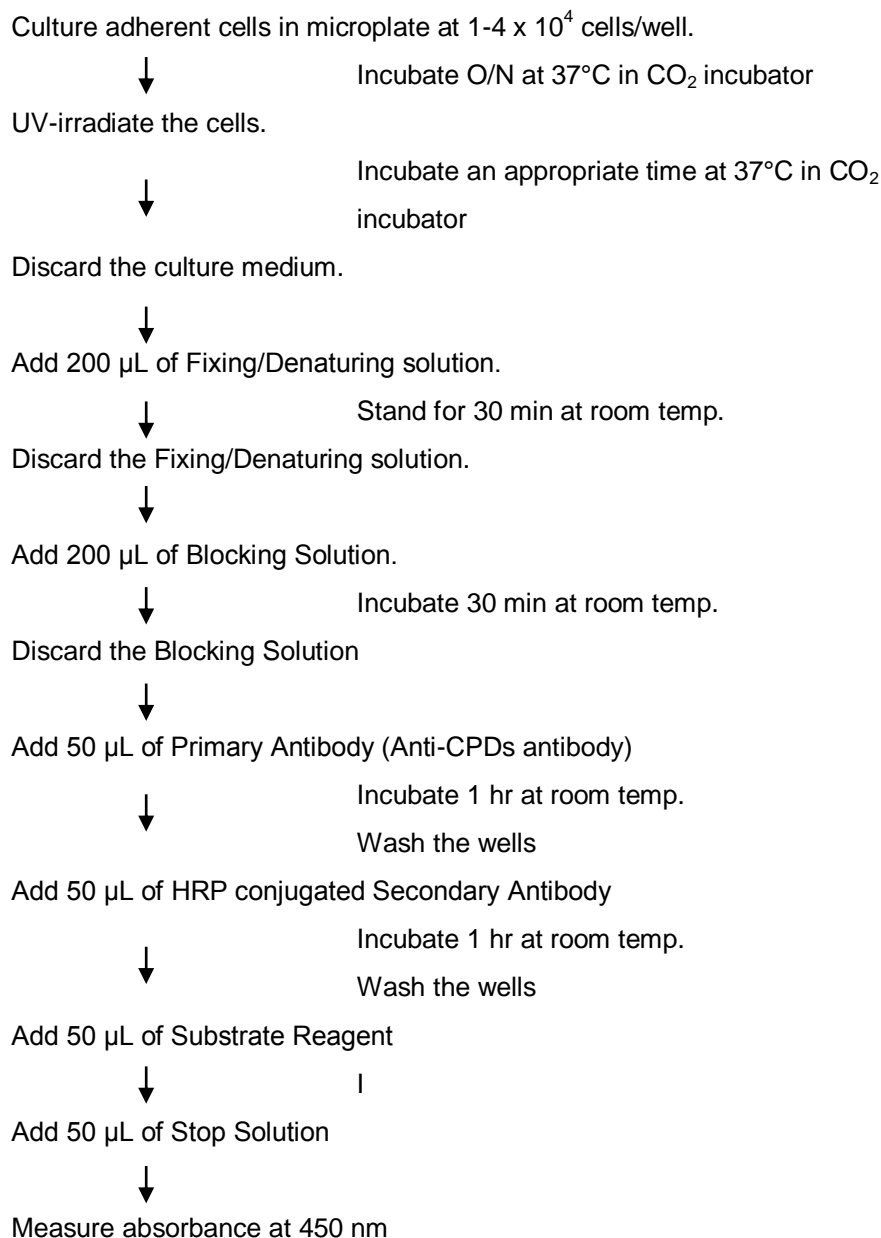 Culture adherent cells in microplate at 1-4 x 10⁴ cells/well.
Incubate O/N at 37°C in CO₂ incubator
UV-irradiate the cells.
Incubate an appropriate time at 37°C in CO₂
incubator
Discard the culture medium.
Add 200 µL of Fixing/Denaturing solution.
Stand for 30 min at room temp.
Discard the Fixing/Denaturing solution.
Add 200 µL of Blocking Solution.
Incubate 30 min at room temp.
Discard the Blocking Solution
Add 50 µL of Primary Antibody (Anti-CPDs antibody)
Incubate 1 hr at room temp.
Wash the wells
Add 50 µL of HRP conjugated Secondary Antibody
Incubate 1 hr at room temp.
Wash the wells
Add 50 µL of Substrate Reagent
I
Add 50 µL of Stop Solution
Measure absorbance at 450 nm